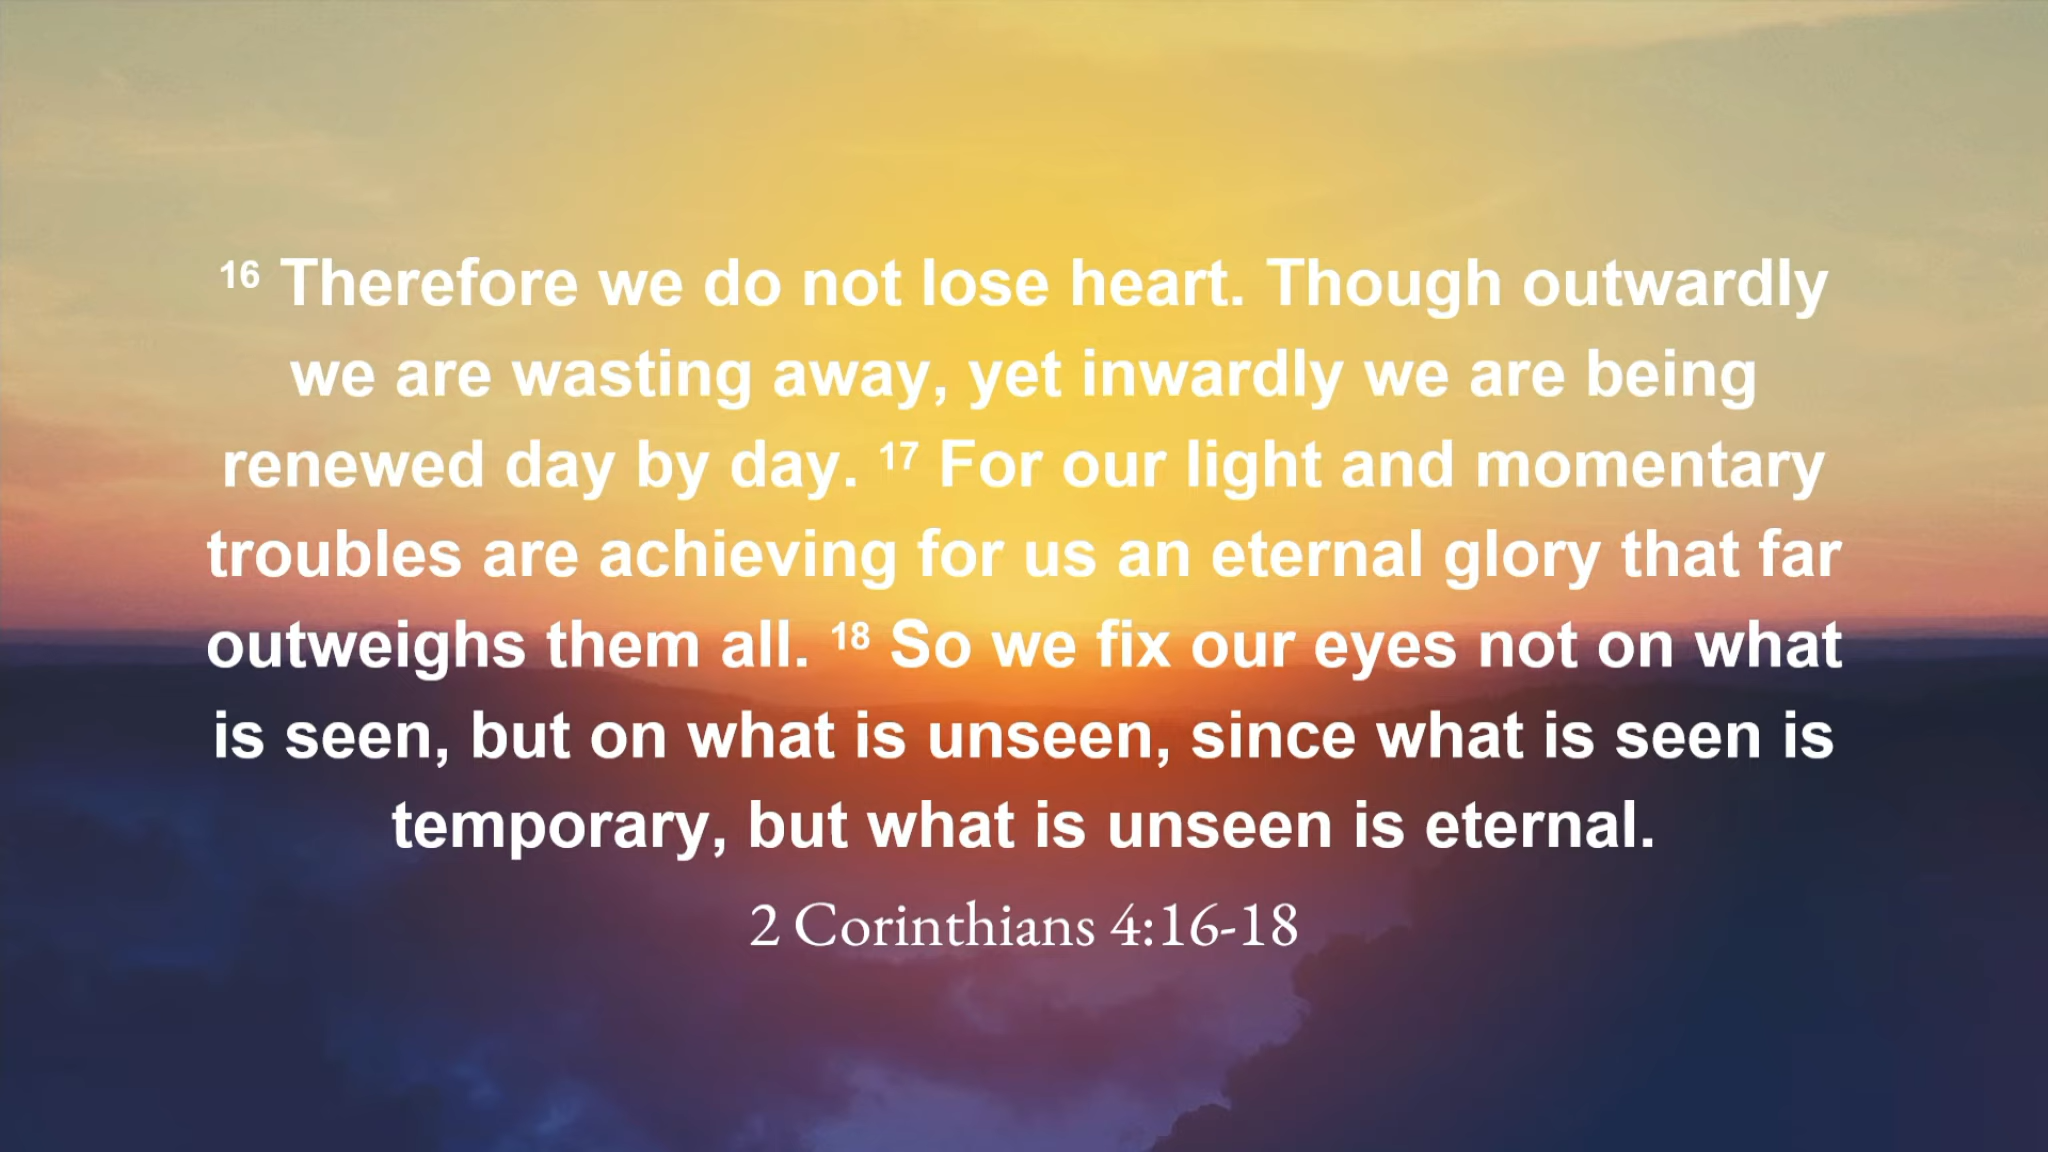 16 Therefore we do not lose heart. Though outwardly
we are wasting away, yet inwardly we are being
renewed day by day. 17 For our light and momentary
troubles are achieving for us an eternal glory that far
outweighs them all. 18 So we fix our eyes not on what
is seen, but on what is unseen, since what is seen is
temporary, but what is unseen is eternal.
2 Corinthians 4:16-18